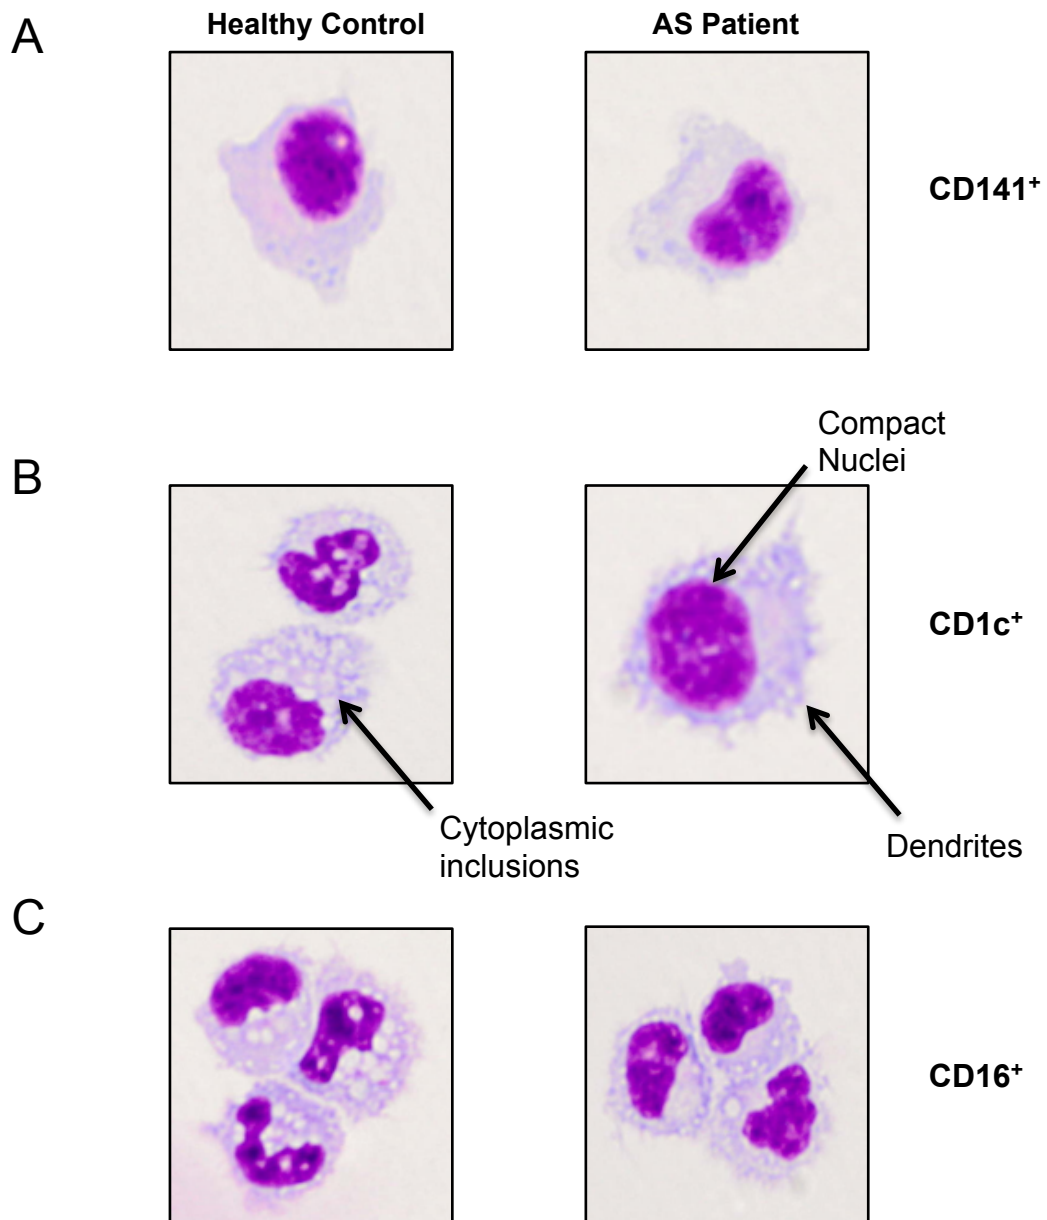 A
Healthy Control
AS Patient
CD141⁺
B
Compact
Nuclei
CD1c⁺
Cytoplasmic
inclusions
Dendrites
C
CD16⁺